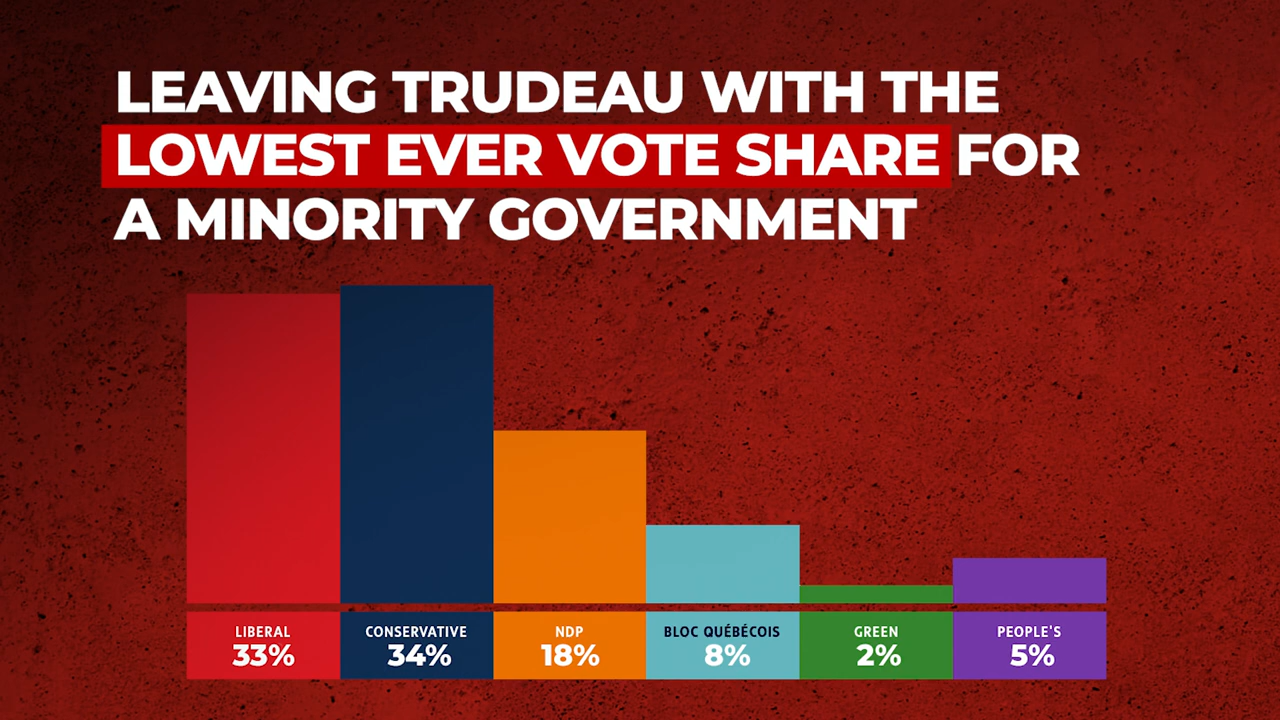 LEAVING TRUDEAU WITH THE
LOWEST EVER VOTE SHARE FOR
A MINORITY GOVERNMENT
LIBERAL
33%
CONSERVATIVE
34%
NDP
18%
BLOC QUÉBÉCOIS
8%
GREEN
2%
PEOPLE'S
5%